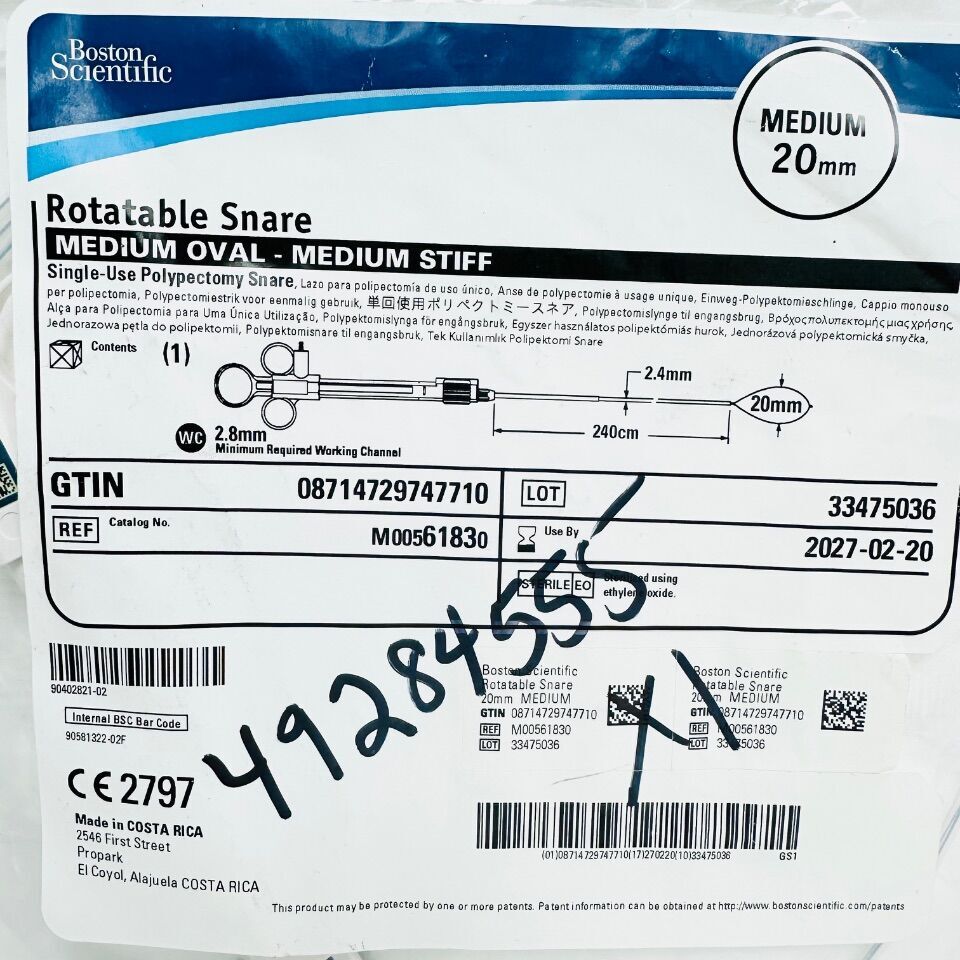 Boston
Scientific
MEDIUM
20mm
Rotatable Snare
MEDIUM OVAL - MEDIUM STIFF
Single-Use Polypectomy Snare, Lazo para polipectomía de uso único, Anse de polypectomie à usage unique, Einweg-Polypektomieschlinge, Cappio monouso
per polipectomia, Polypectomiestrik voor eenmalig gebruik, 単回使用ポリペクトミースネア, Polypektomislynge til engangsbrug, Βρόχος πολυπεκτομής μιας χρήσης,
Alça para Polipectomia para Uma Única Utilização, Polypektomislynga för engångsbruk, Egyszer használatos polipektómiás hurok, Jednorázová polypektomická smyčka,
Jednorazowa pętla do polipektomii, Polypektomisnare til engangsbruk, Tek Kullanımlık Polipektomi Snare
Contents (1)
2.4mm
20mm
240cm
WC 2.8mm
Minimum Required Working Channel
GTIN 08714729747710
LOT 33475036
REF Catalog No. M00561830
Use By 2027-02-20
STERILE EO Sterilized using
ethylene oxide.
49284555
X1
90402821-02
Internal BSC Bar Code
90581322-02F
CE 2797
Made in COSTA RICA
2546 First Street
Propark
El Coyol, Alajuela COSTA RICA
Boston Scientific
Rotatable Snare
20mm MEDIUM
GTIN 08714729747710
REF M00561830
LOT 33475036
Boston Scientific
Rotatable Snare
20mm MEDIUM
GTIN 08714729747710
REF M00561830
LOT 33475036
(01)08714729747710(17)270220(10)33475036 GS1
This product may be protected by one or more patents. Patent information can be obtained at http://www.bostonscientific.com/patents